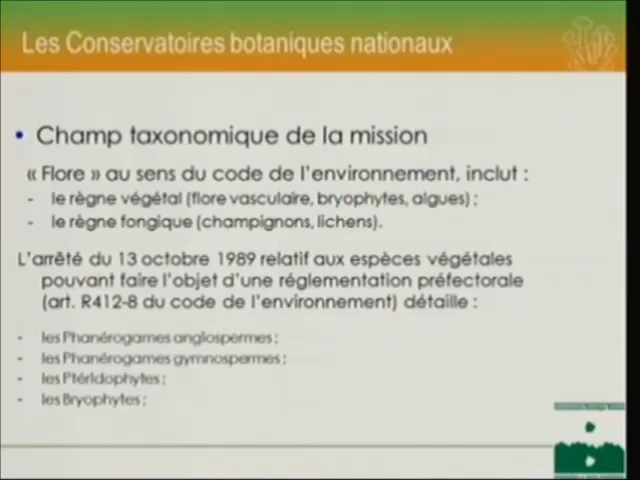 Les Conservatoires botaniques nationaux
• Champ taxonomique de la mission
« Flore » au sens du code de l'environnement, inclut :
- le règne végétal (flore vasculaire, bryophytes, algues) ;
- le règne fongique (champignons, lichens).
L'arrêté du 13 octobre 1989 relatif aux espèces végétales
pouvant faire l'objet d'une réglementation préfectorale
(art. R412-8 du code de l'environnement) détaille :
- les Phanérogames angiospermes ;
- les Phanérogames gymnospermes ;
- les Ptéridophytes ;
- les Bryophytes ;